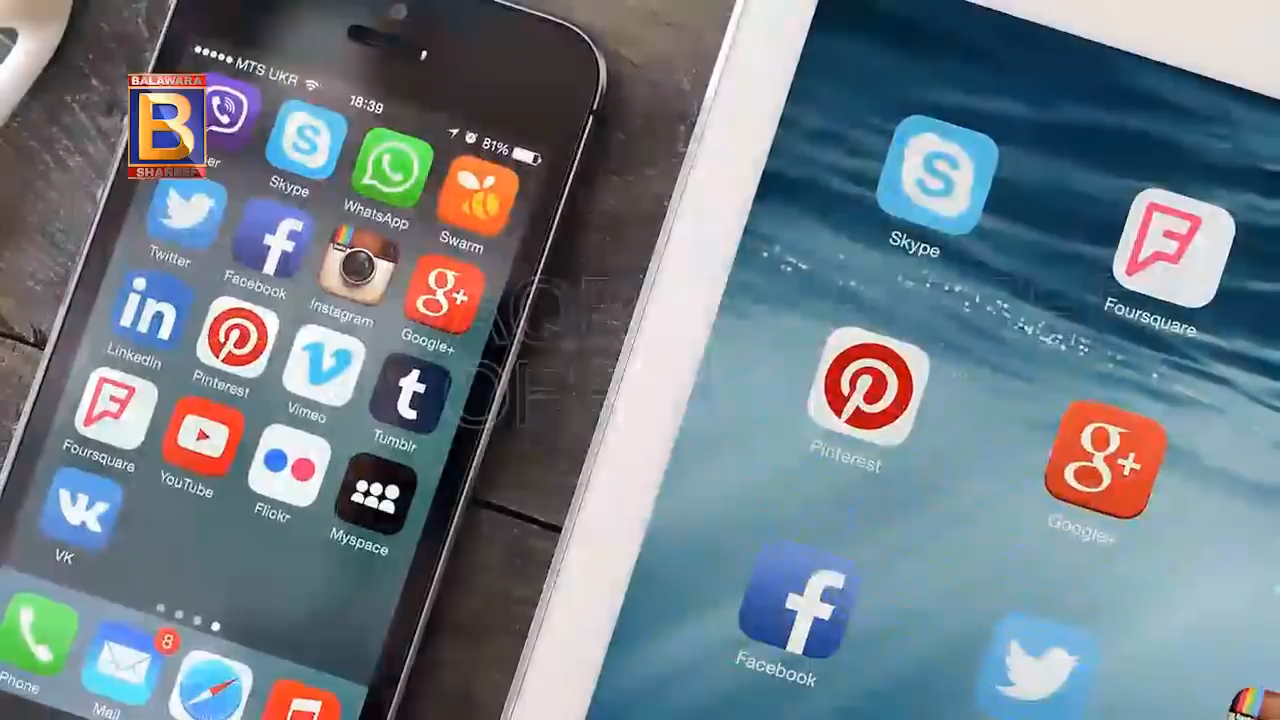 MTS UKR
18:39
81%
BALAWARA
B
SHAREEF
Skype
WhatsApp
Swarm
Twitter
Facebook
Instagram
g+
Google+
in
LinkedIn
Pinterest
Vimeo
t
Tumblr
Foursquare
YouTube
Flickr
Myspace
VK
8
Phone
Mail
Skype
Foursquare
Pinterest
g+
Google+
f
Facebook